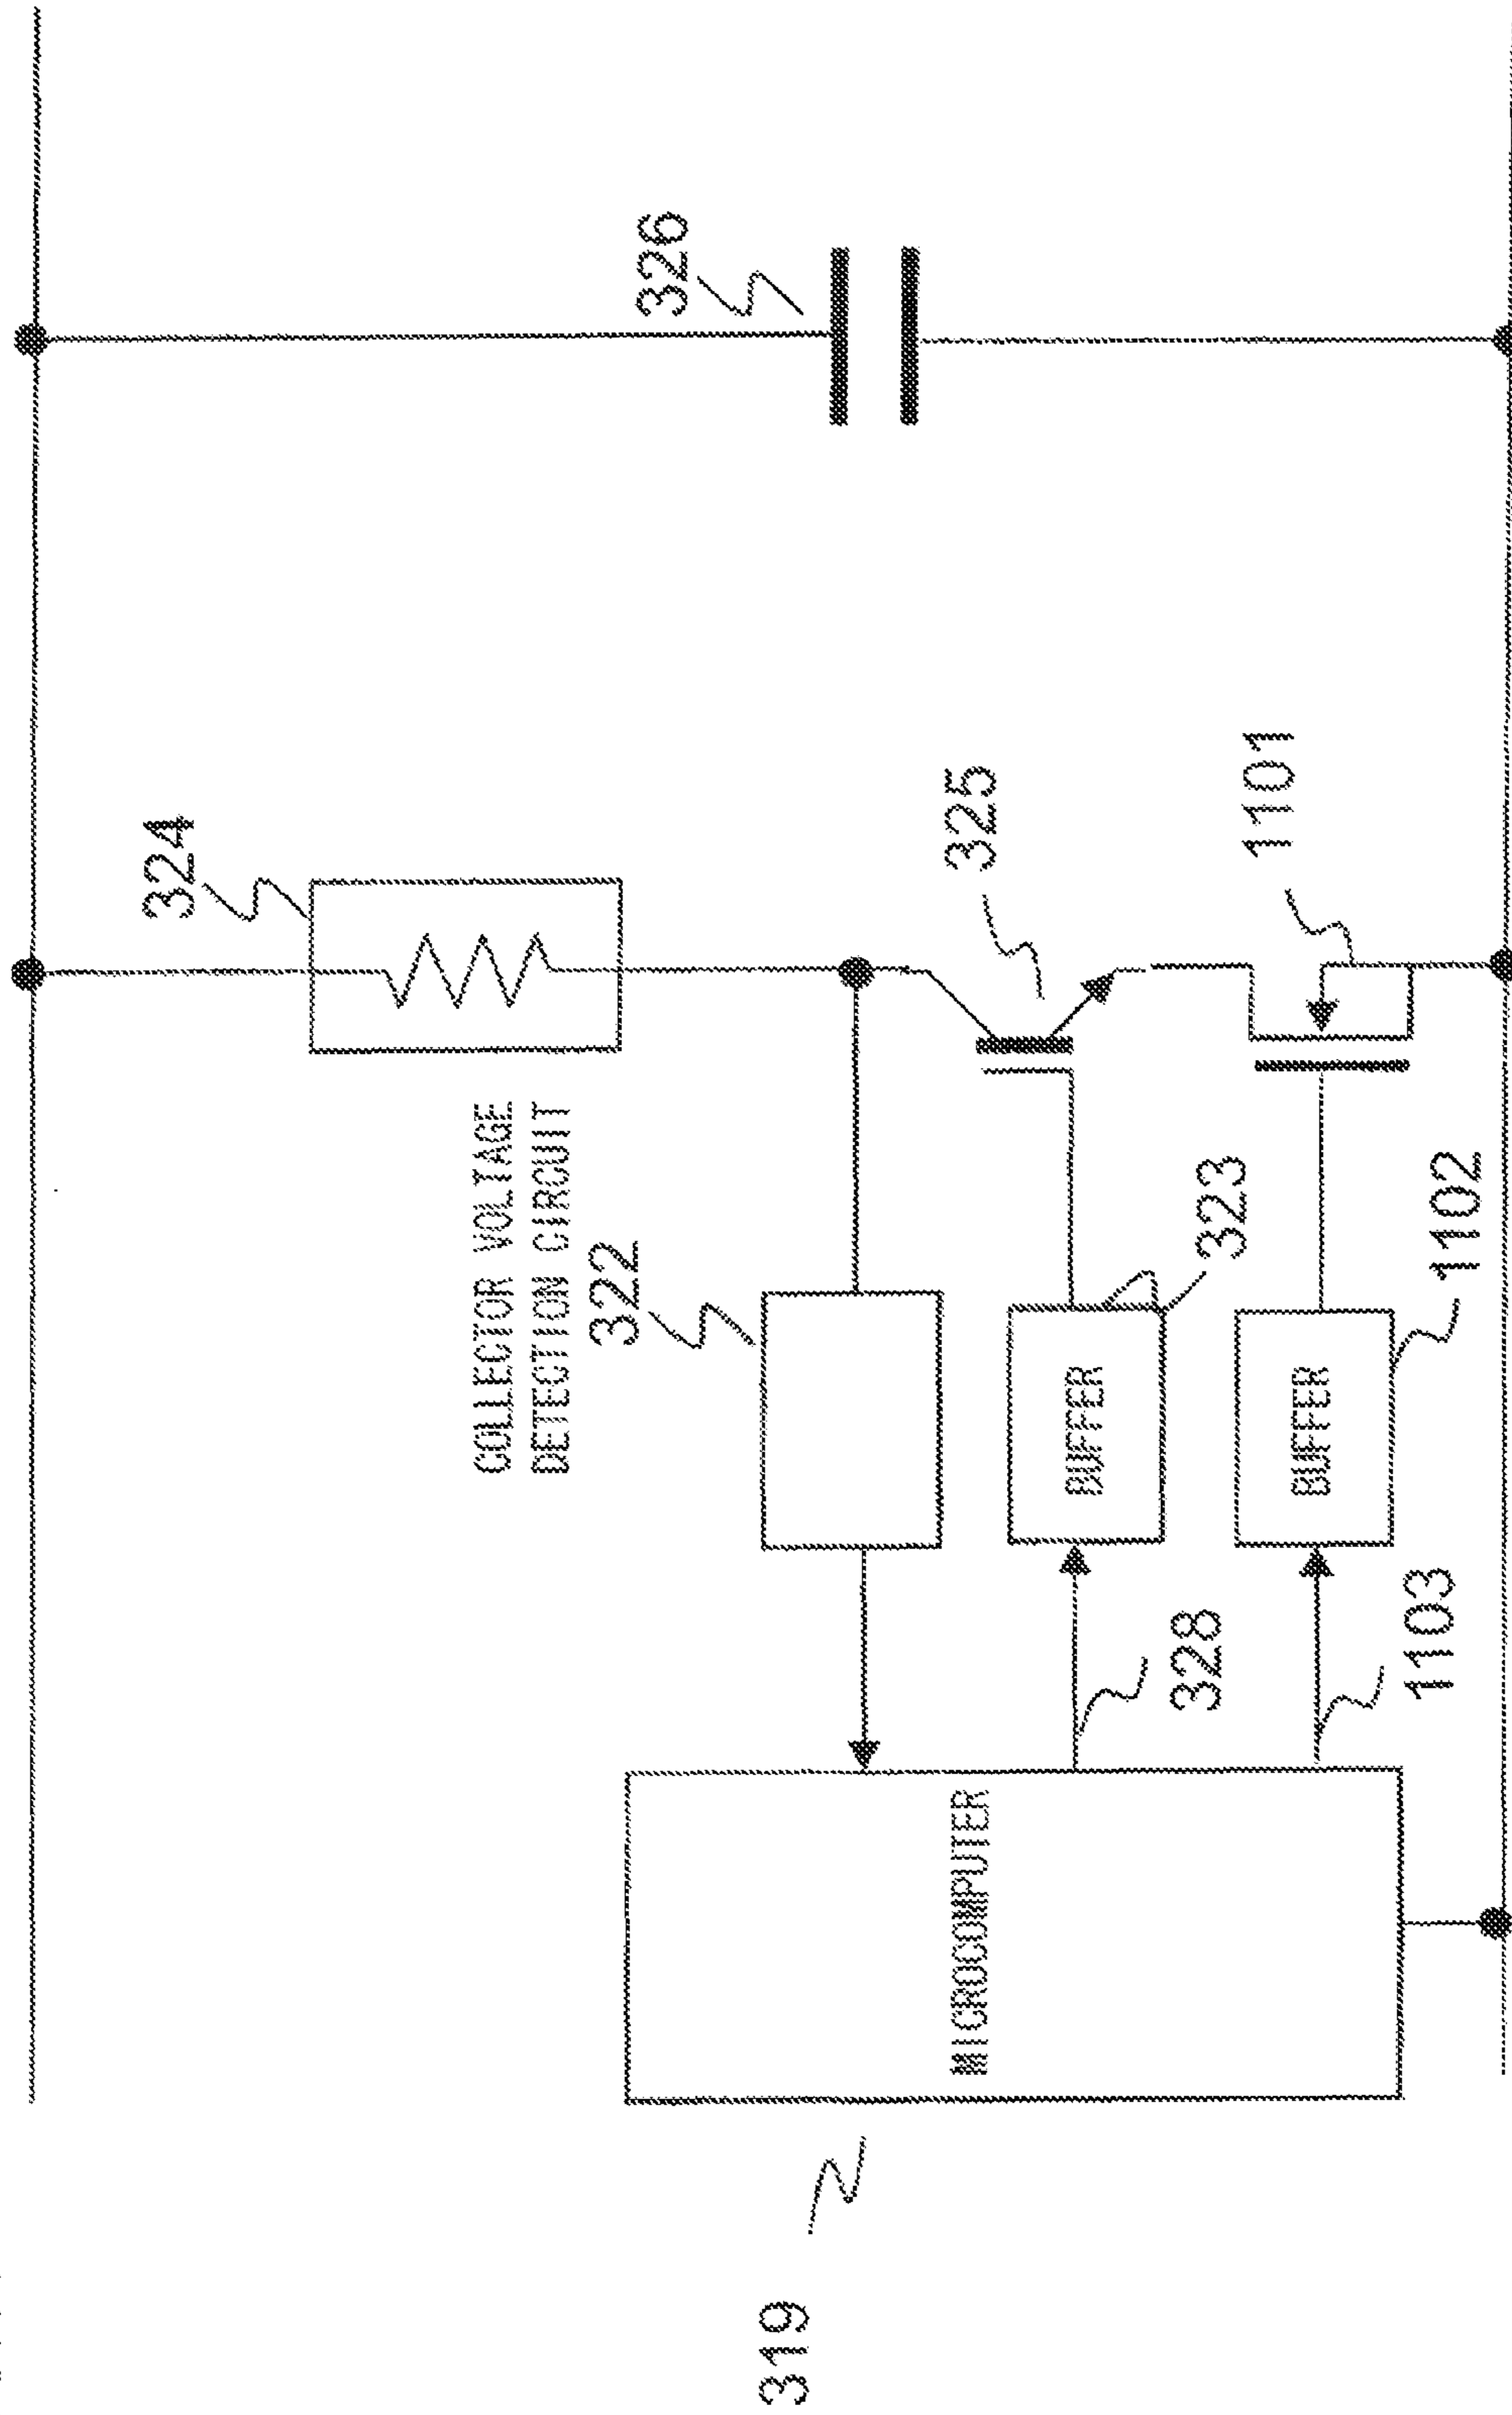 324
326
COLLECTOR VOLTAGE
DETECTION CIRCUIT
322
325
1101
BUFFER
323
BUFFER
1102
328
1103
MICROCOMPUTER
319